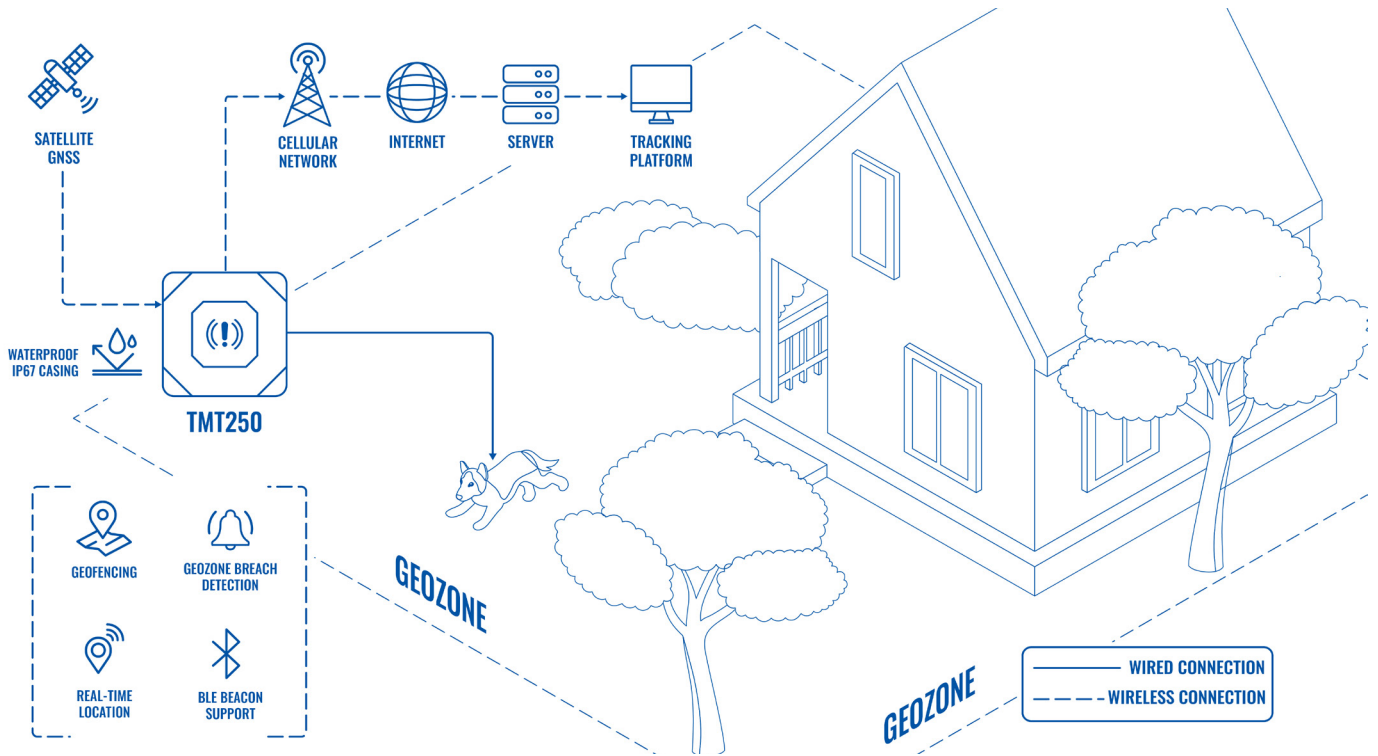 SATELLITE
GNSS
CELLULAR
NETWORK
INTERNET
SERVER
TRACKING
PLATFORM
WATERPROOF
IP67 CASING
TMT250
GEOFENCING
GEOZONE BREACH
DETECTION
REAL-TIME
LOCATION
BLE BEACON
SUPPORT
GEOZONE
GEOZONE
WIRED CONNECTION
WIRELESS CONNECTION